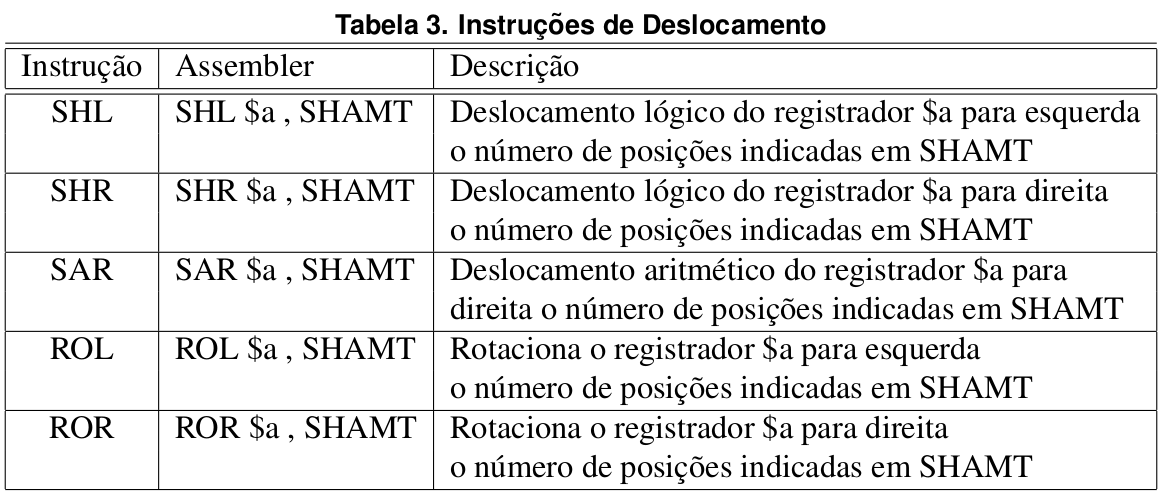 Tabela 3. Instruções de Deslocamento
Instrução Assembler Descrição
SHL SHL $a , SHAMT Deslocamento lógico do registrador $a para esquerda
o número de posições indicadas em SHAMT
SHR SHR $a , SHAMT Deslocamento lógico do registrador $a para direita
o número de posições indicadas em SHAMT
SAR SAR $a , SHAMT Deslocamento aritmético do registrador $a para
direita o número de posições indicadas em SHAMT
ROL ROL $a , SHAMT Rotaciona o registrador $a para esquerda
o número de posições indicadas em SHAMT
ROR ROR $a , SHAMT Rotaciona o registrador $a para direita
o número de posições indicadas em SHAMT